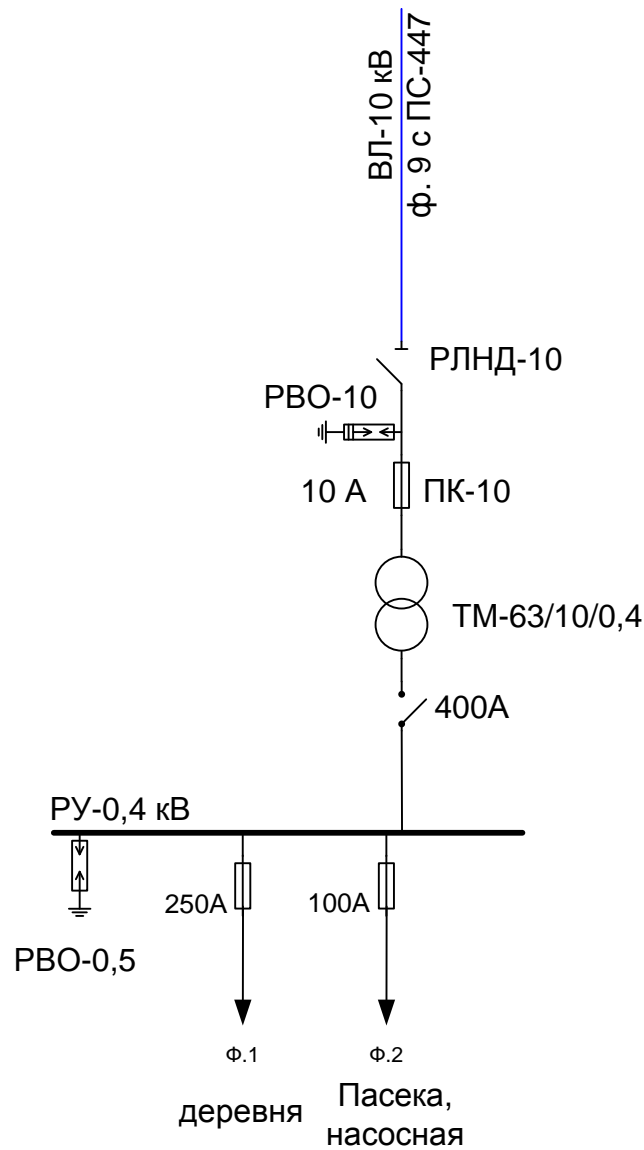 ВЛ-10 кВ
ф. 9 с ПС-447
РЛНД-10
РВО-10
10 А
ПК-10
ТМ-63/10/0,4
400А
РУ-0,4 кВ
250А
100А
РВО-0,5
Ф.1
Ф.2
деревня
Пасека,
насосная